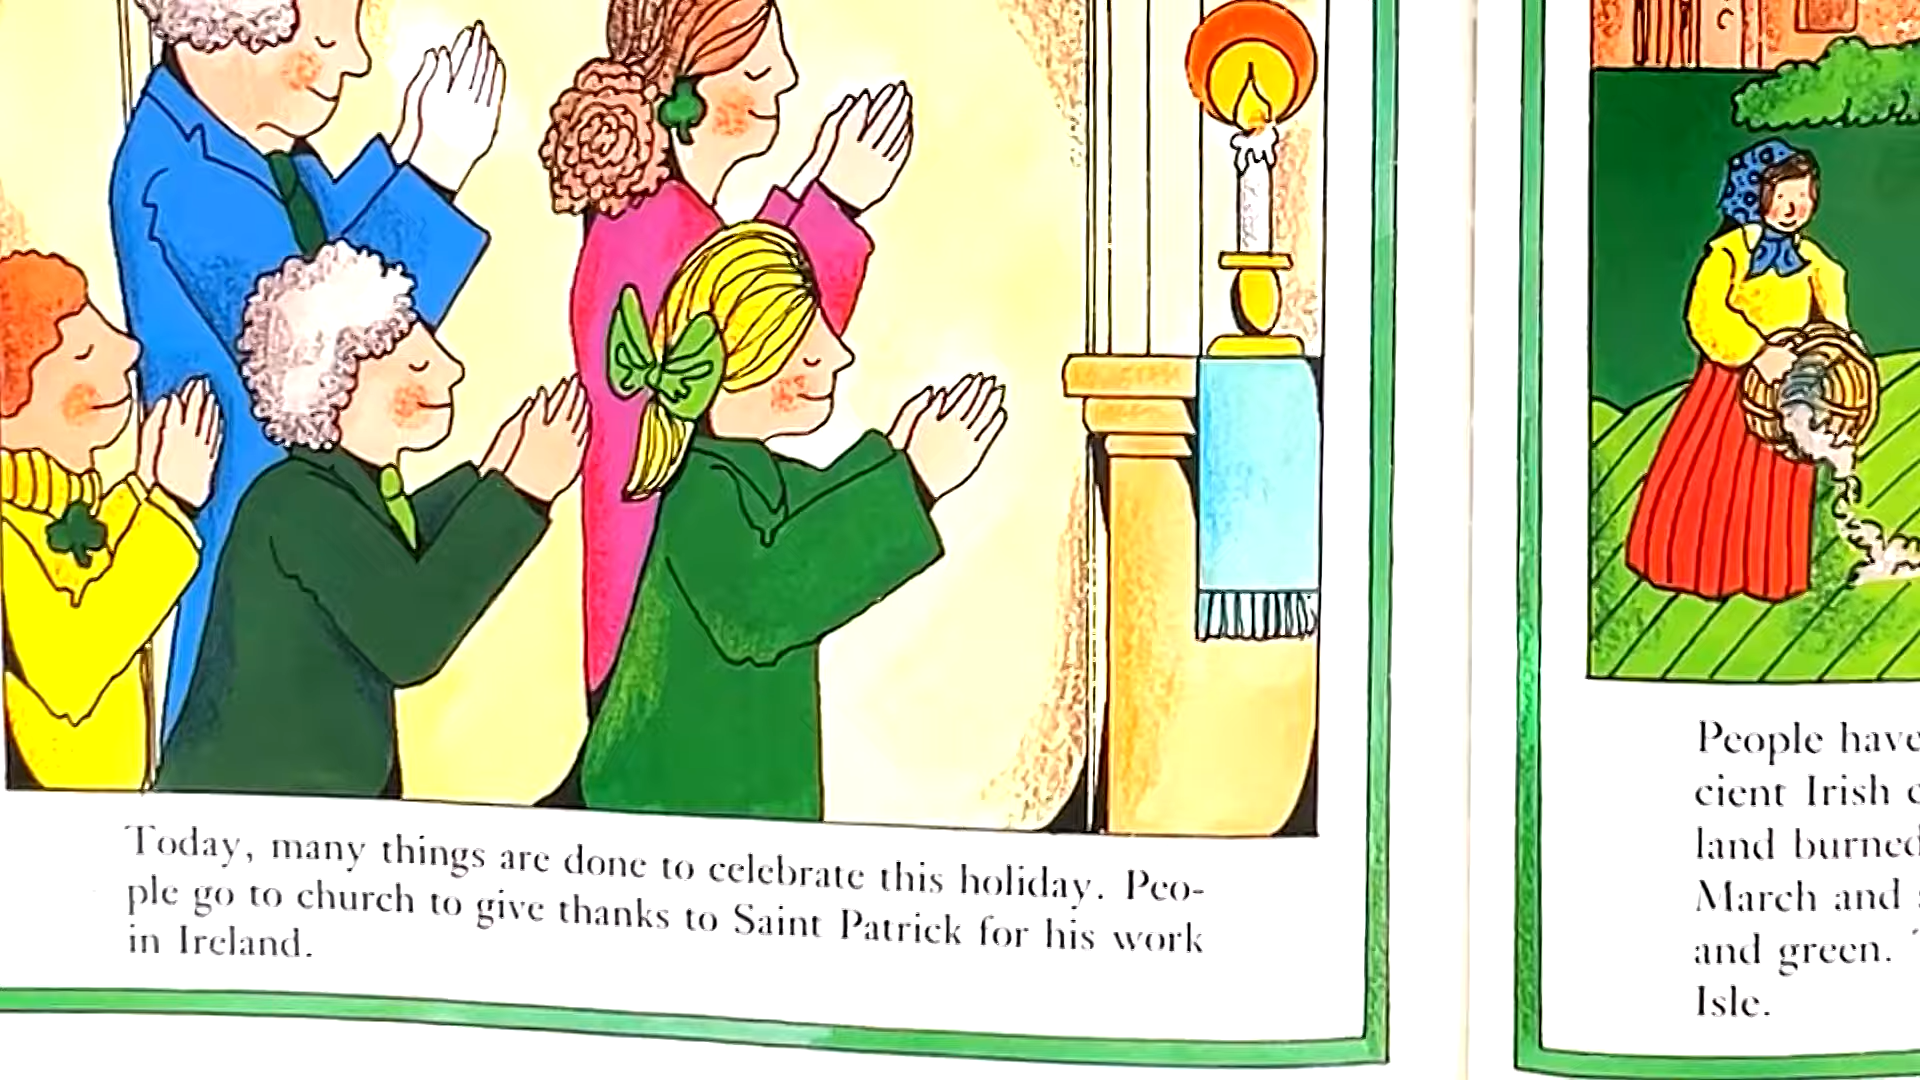 Today, many things are done to celebrate this holiday. Peo-
ple go to church to give thanks to Saint Patrick for his work
in Ireland.
People have
cient Irish
land burned
March and
and green.
Isle.